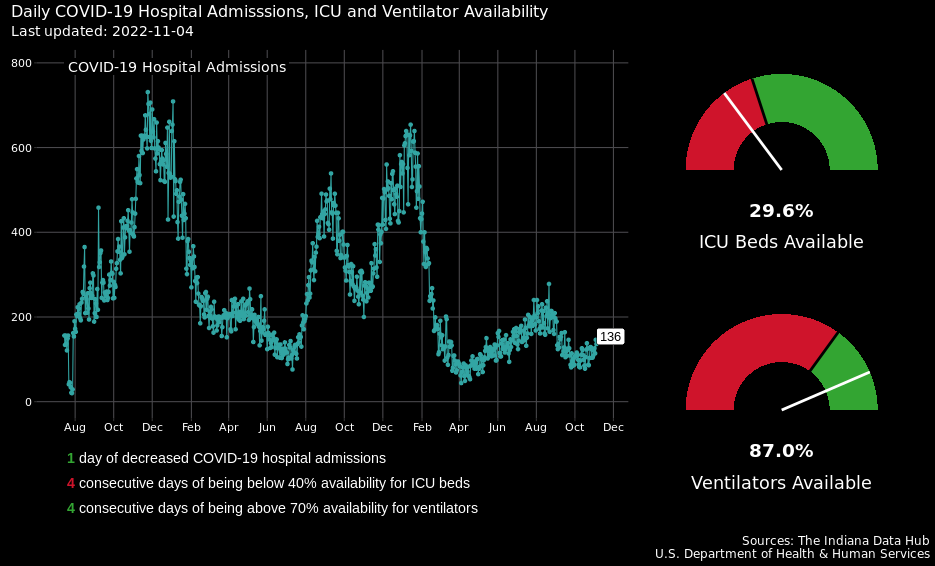 Daily COVID-19 Hospital Admisssions, ICU and Ventilator Availability
Last updated: 2022-11-04
COVID-19 Hospital Admissions
800
600
400
200
0
136
Aug Oct Dec Feb Apr Jun Aug Oct Dec Feb Apr Jun Aug Oct Dec
29.6%
ICU Beds Available
87.0%
Ventilators Available
1 day of decreased COVID-19 hospital admissions
4 consecutive days of being below 40% availability for ICU beds
4 consecutive days of being above 70% availability for ventilators
Sources: The Indiana Data Hub
U.S. Department of Health & Human Services